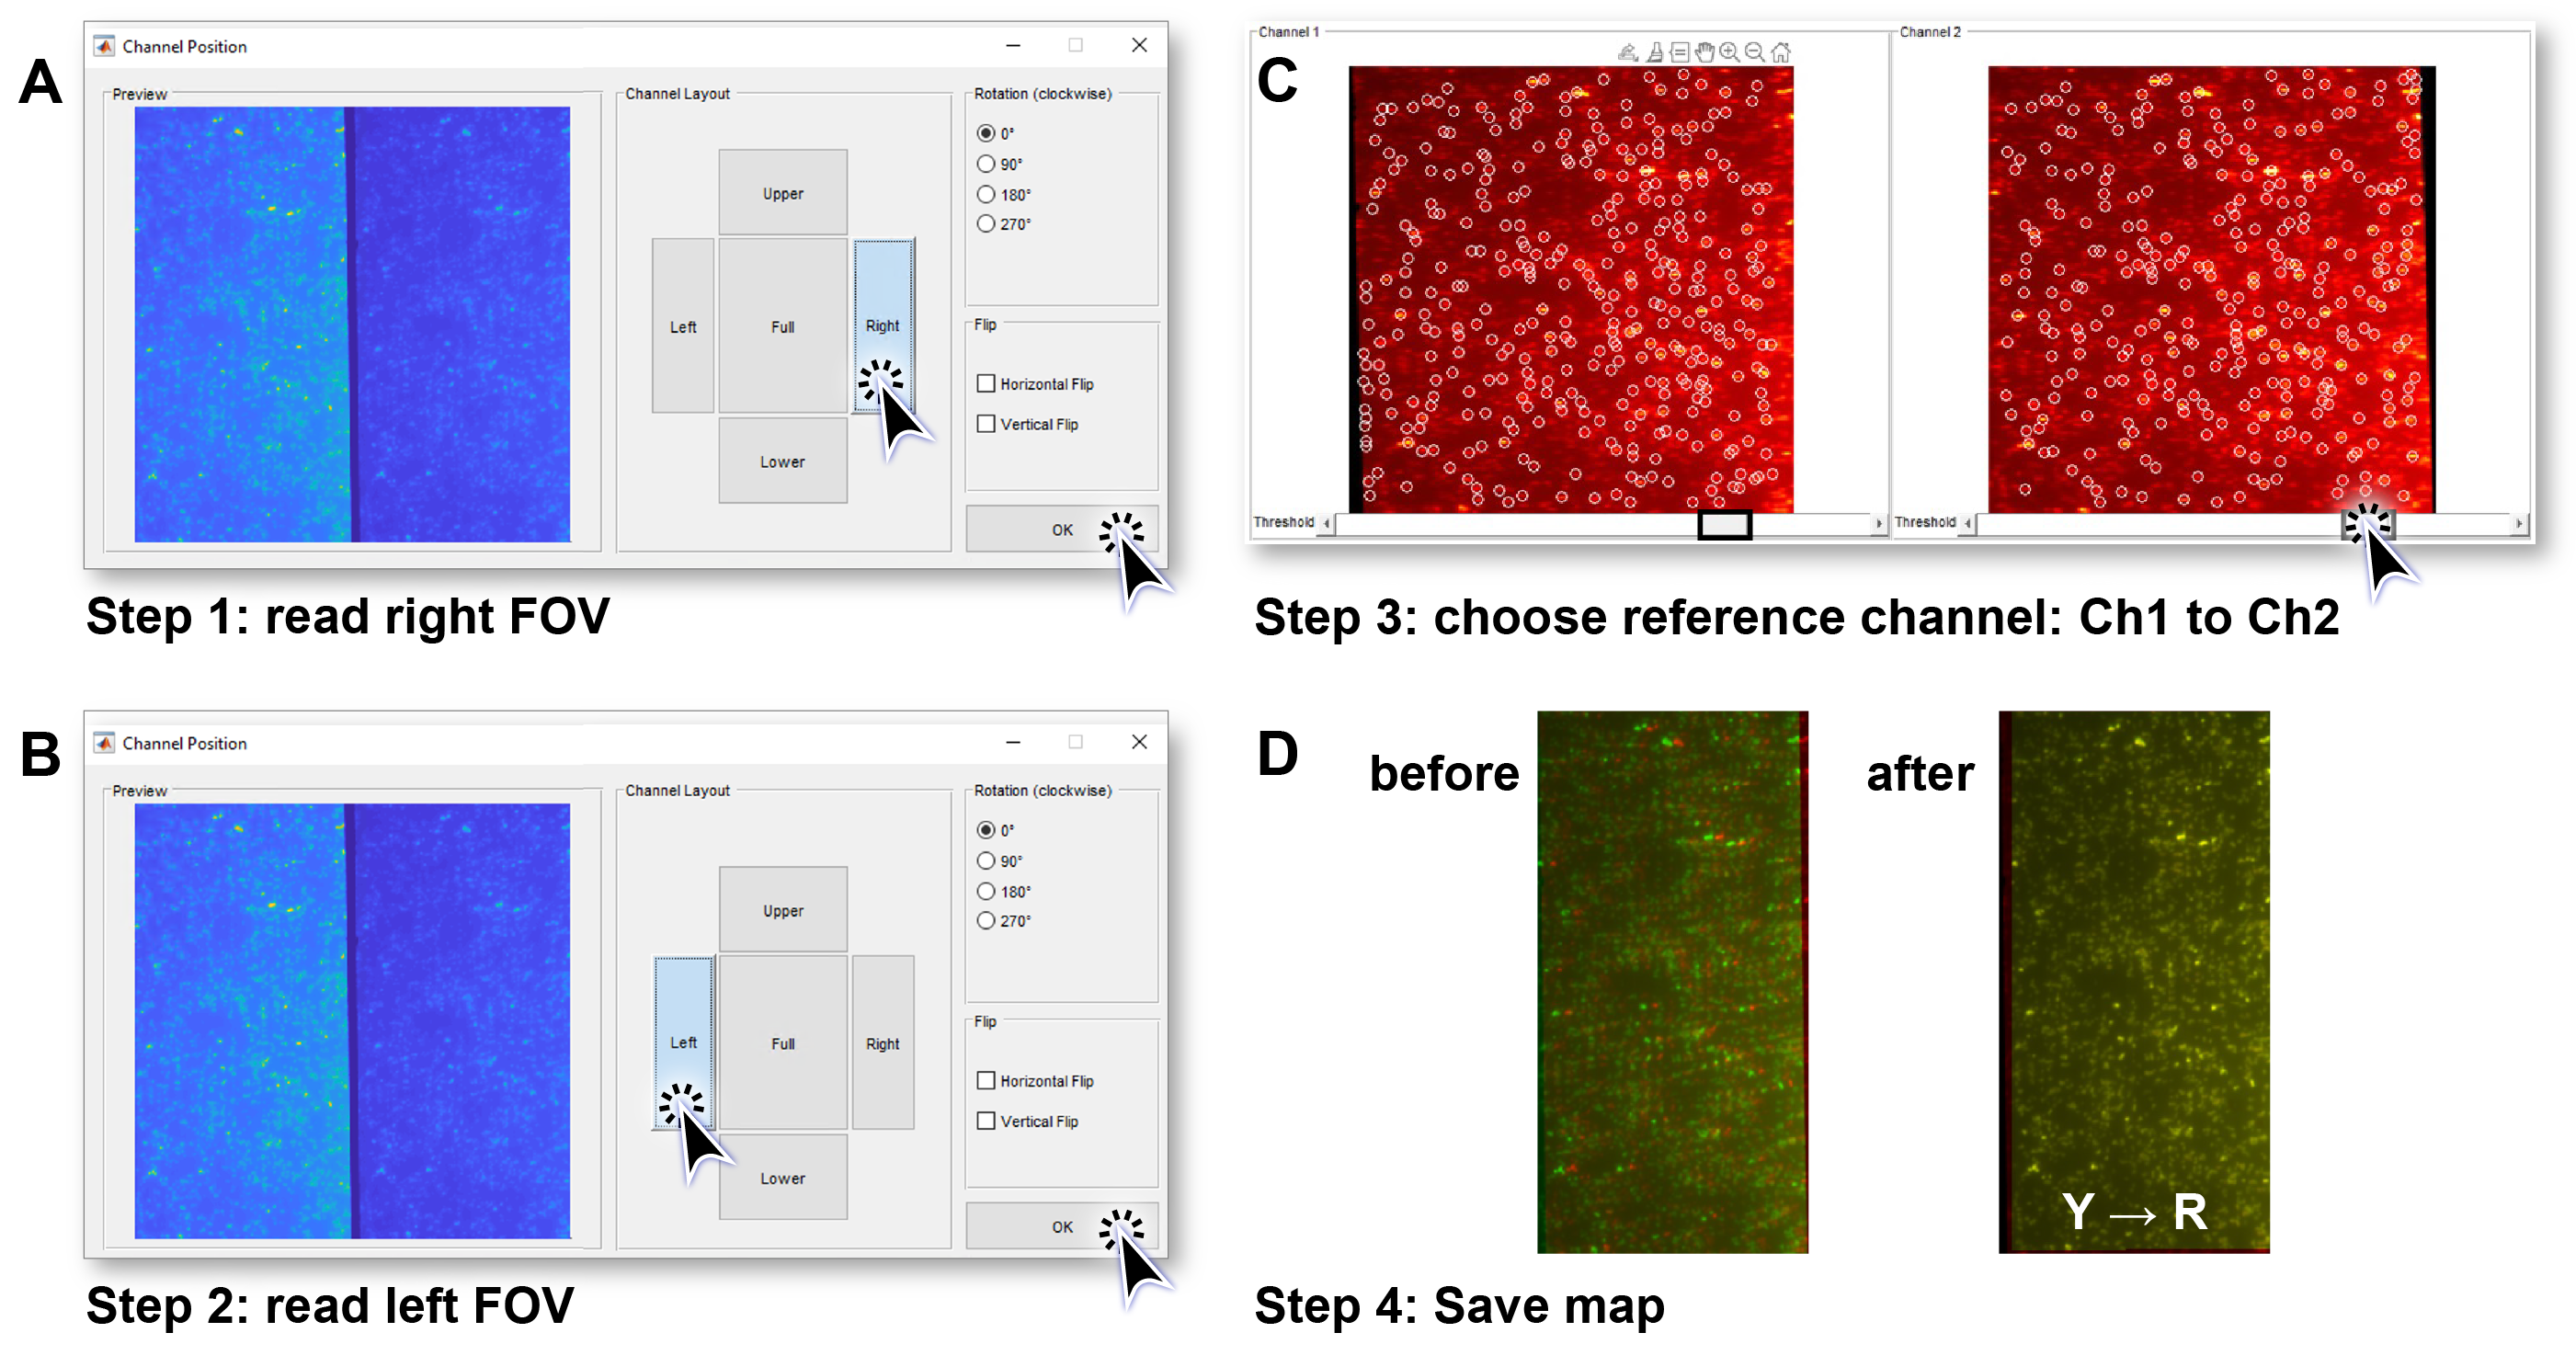 A
Channel Position
Preview
Channel Layout
Upper
Left
Full
Right
Lower
Rotation (clockwise)
0°
90°
180°
270°
Flip
Horizontal Flip
Vertical Flip
OK
Step 1: read right FOV
B
Channel Position
Preview
Channel Layout
Upper
Left
Full
Right
Lower
Rotation (clockwise)
0°
90°
180°
270°
Flip
Horizontal Flip
Vertical Flip
OK
Step 2: read left FOV
C
Channel 1
Channel 2
Threshold
Threshold
Step 3: choose reference channel: Ch1 to Ch2
D
before
after
Y → R
Step 4: Save map